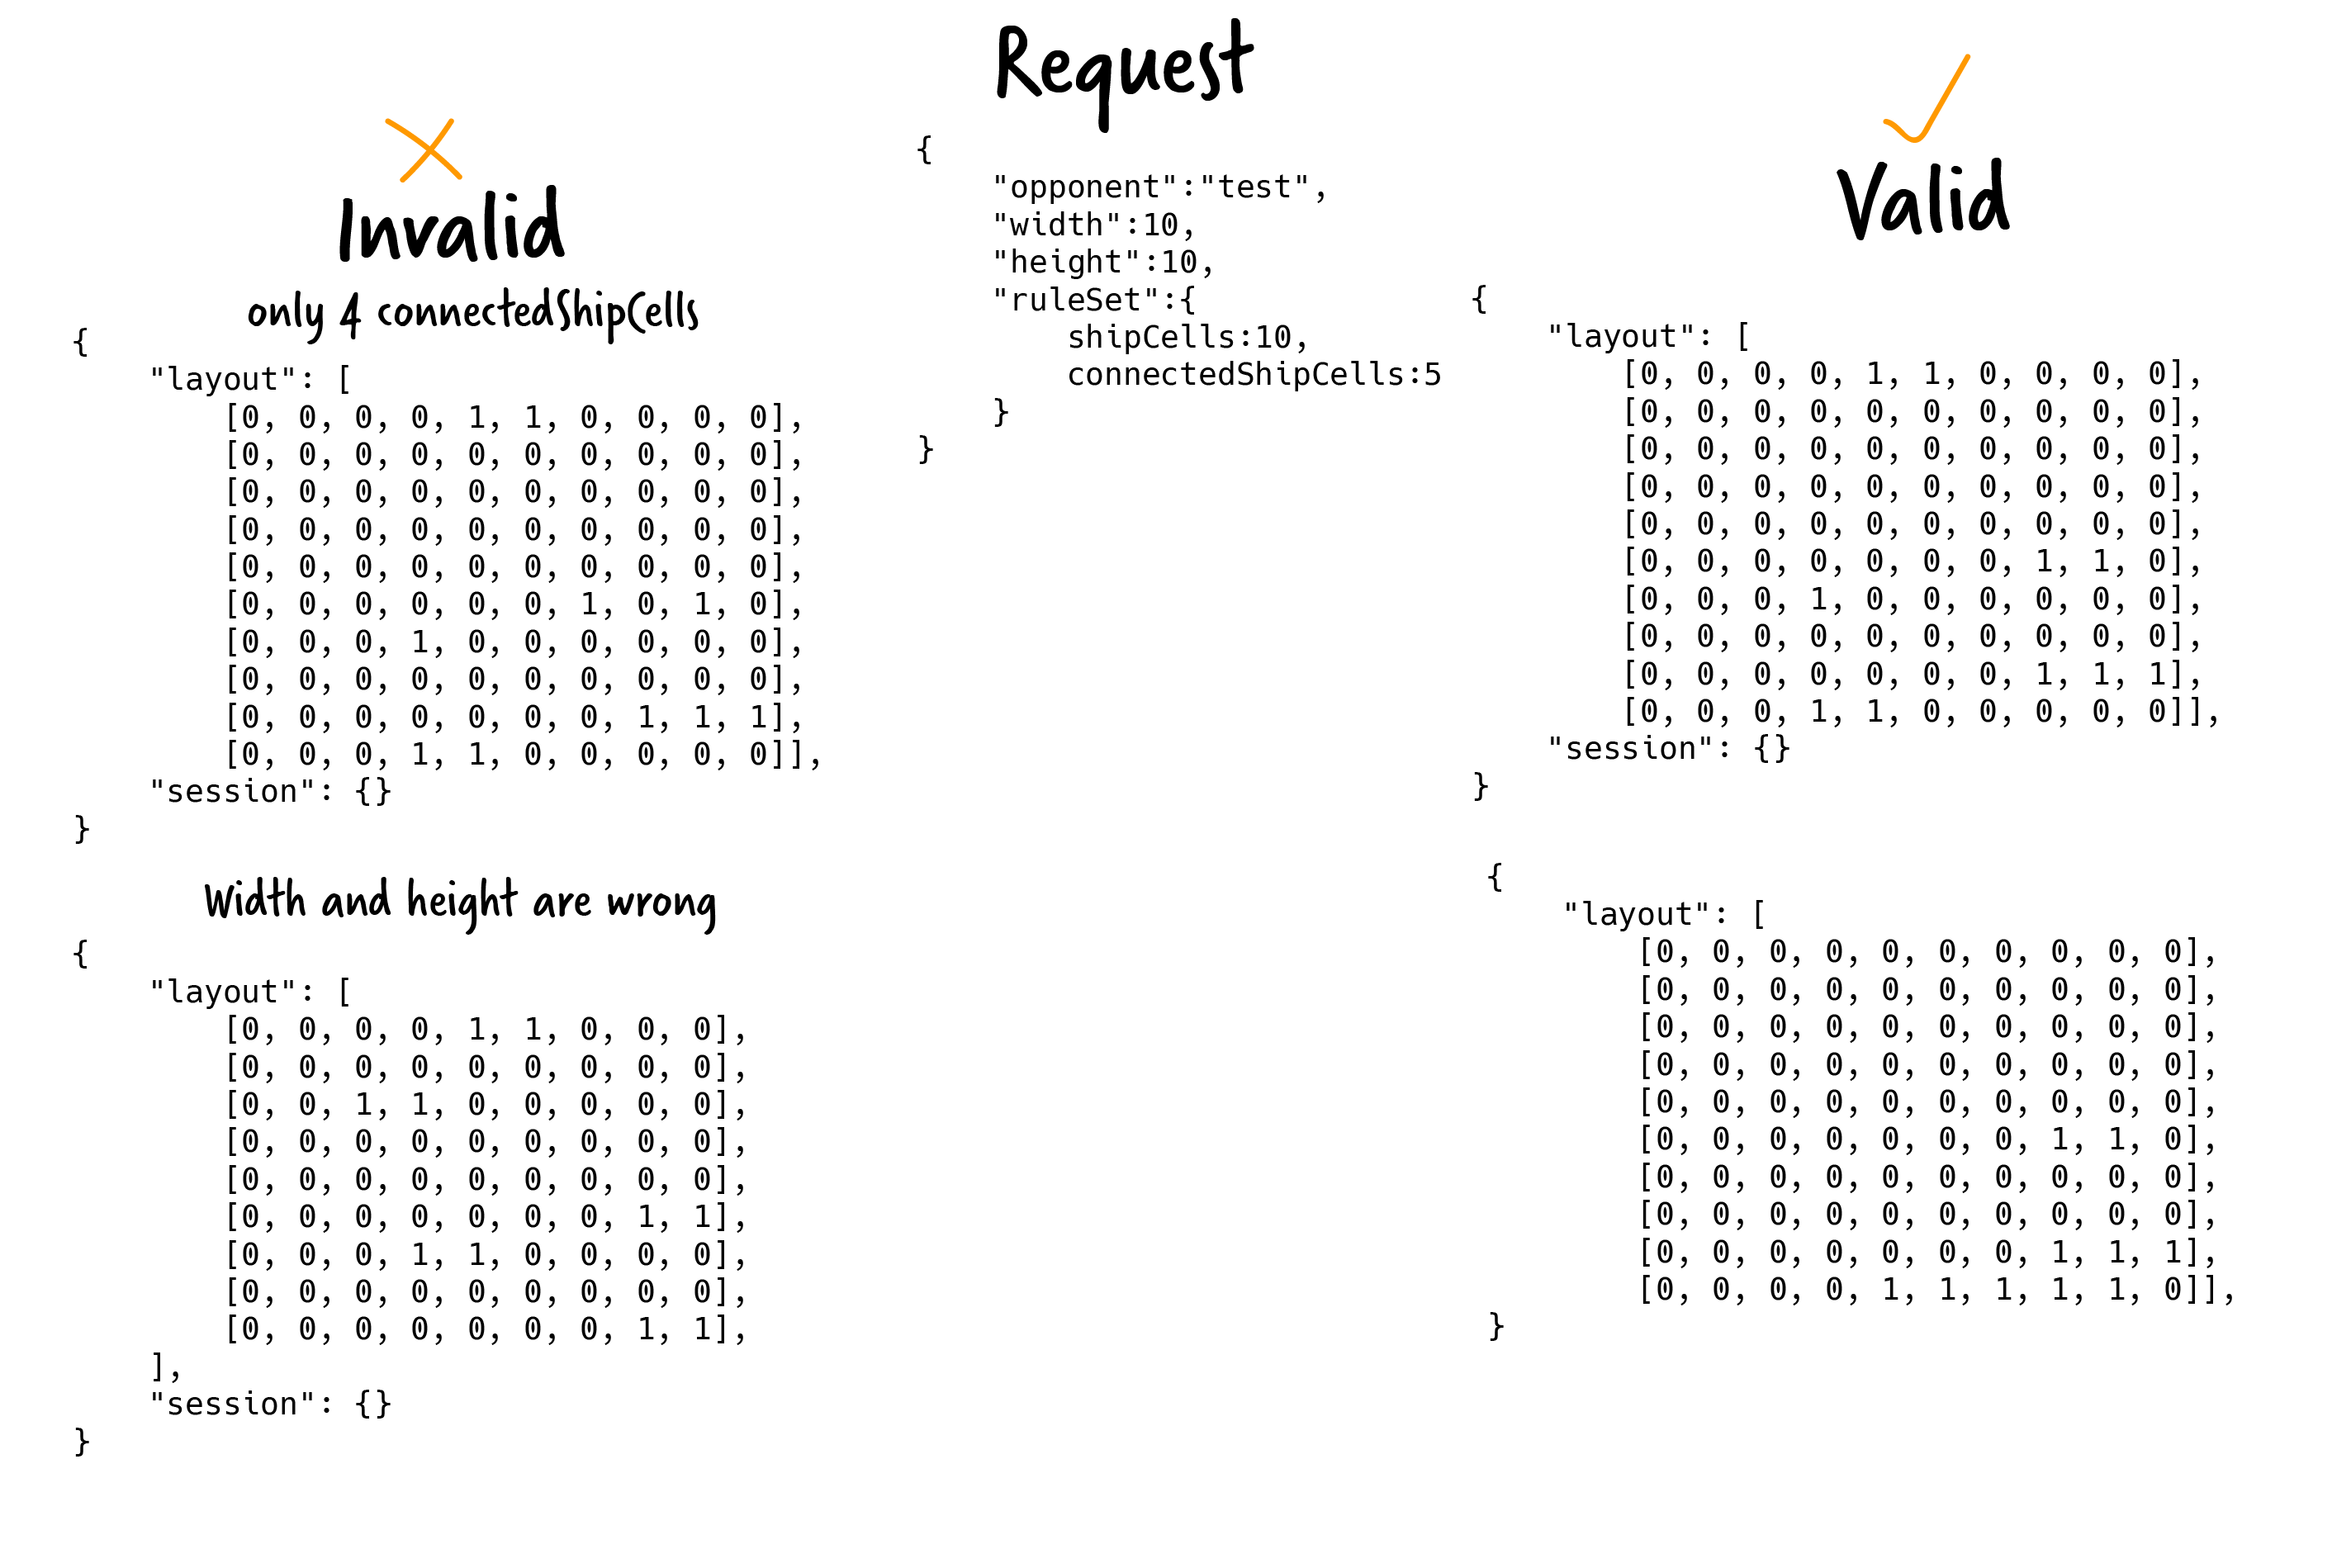 Request
{
"opponent":"test",
"width":10,
"height":10,
"ruleSet":{
shipCells:10,
connectedShipCells:5
}
}
Invalid
only 4 connectedShipCells
{
"layout": [
[0, 0, 0, 0, 1, 1, 0, 0, 0, 0],
[0, 0, 0, 0, 0, 0, 0, 0, 0, 0],
[0, 0, 0, 0, 0, 0, 0, 0, 0, 0],
[0, 0, 0, 0, 0, 0, 0, 0, 0, 0],
[0, 0, 0, 0, 0, 0, 0, 0, 0, 0],
[0, 0, 0, 0, 0, 0, 1, 0, 1, 0],
[0, 0, 0, 1, 0, 0, 0, 0, 0, 0],
[0, 0, 0, 0, 0, 0, 0, 0, 0, 0],
[0, 0, 0, 0, 0, 0, 0, 1, 1, 1],
[0, 0, 0, 1, 1, 0, 0, 0, 0, 0]],
"session": {}
}
Width and height are wrong
{
"layout": [
[0, 0, 0, 0, 1, 1, 0, 0, 0],
[0, 0, 0, 0, 0, 0, 0, 0, 0],
[0, 0, 1, 1, 0, 0, 0, 0, 0],
[0, 0, 0, 0, 0, 0, 0, 0, 0],
[0, 0, 0, 0, 0, 0, 0, 0, 0],
[0, 0, 0, 0, 0, 0, 0, 1, 1],
[0, 0, 0, 1, 1, 0, 0, 0, 0],
[0, 0, 0, 0, 0, 0, 0, 0, 0],
[0, 0, 0, 0, 0, 0, 0, 1, 1],
],
"session": {}
}
Valid
{
"layout": [
[0, 0, 0, 0, 1, 1, 0, 0, 0, 0],
[0, 0, 0, 0, 0, 0, 0, 0, 0, 0],
[0, 0, 0, 0, 0, 0, 0, 0, 0, 0],
[0, 0, 0, 0, 0, 0, 0, 0, 0, 0],
[0, 0, 0, 0, 0, 0, 0, 0, 0, 0],
[0, 0, 0, 0, 0, 0, 0, 1, 1, 0],
[0, 0, 0, 1, 0, 0, 0, 0, 0, 0],
[0, 0, 0, 0, 0, 0, 0, 0, 0, 0],
[0, 0, 0, 0, 0, 0, 0, 1, 1, 1],
[0, 0, 0, 1, 1, 0, 0, 0, 0, 0]],
"session": {}
}
{
"layout": [
[0, 0, 0, 0, 0, 0, 0, 0, 0, 0],
[0, 0, 0, 0, 0, 0, 0, 0, 0, 0],
[0, 0, 0, 0, 0, 0, 0, 0, 0, 0],
[0, 0, 0, 0, 0, 0, 0, 0, 0, 0],
[0, 0, 0, 0, 0, 0, 0, 0, 0, 0],
[0, 0, 0, 0, 0, 0, 0, 1, 1, 0],
[0, 0, 0, 0, 0, 0, 0, 0, 0, 0],
[0, 0, 0, 0, 0, 0, 0, 0, 0, 0],
[0, 0, 0, 0, 0, 0, 0, 1, 1, 1],
[0, 0, 0, 0, 1, 1, 1, 1, 1, 0]],
}